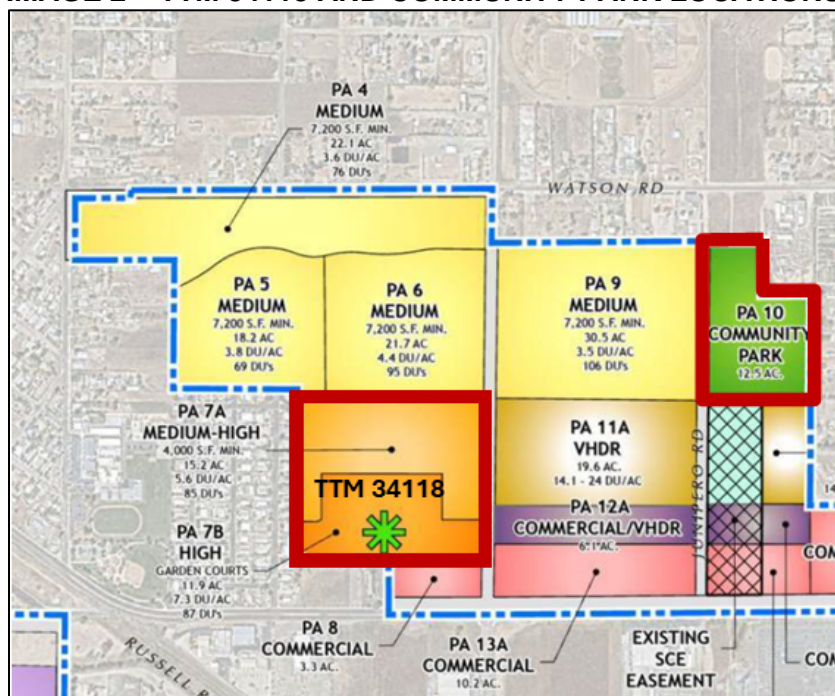 PA 4
MEDIUM
7,200 S.F. MIN.
22.1 AC
3.6 DU/AC
76 DU's
WATSON RD
PA 5
MEDIUM
7,200 S.F. MIN.
18.2 AC
3.8 DU/AC
69 DU's
PA 6
MEDIUM
7,200 S.F. MIN.
21.7 AC
4.4 DU/AC
95 DU's
PA 9
MEDIUM
7,200 S.F. MIN.
30.5 AC
3.5 DU/AC
106 DU's
PA 10
COMMUNITY
PARK
12.5 AC.
PA 7A
MEDIUM-HIGH
4,000 S.F. MIN.
15.2 AC
5.6 DU/AC
85 DU's
TTM 34118
PA 7B
HIGH
GARDEN COURTS
11.9 AC
7.3 DU/AC
87 DU's
PA 11A
VHDR
19.6 AC.
14.1 - 24 DU/AC
JUNIPERO RD
14
PA 12A
COMMERCIAL/VHDR
6.1 AC.
COM
PA 8
COMMERCIAL
3.3 AC.
PA 13A
COMMERCIAL
10.2 AC.
EXISTING
SCE
EASEMENT
COM
RUSSELL R